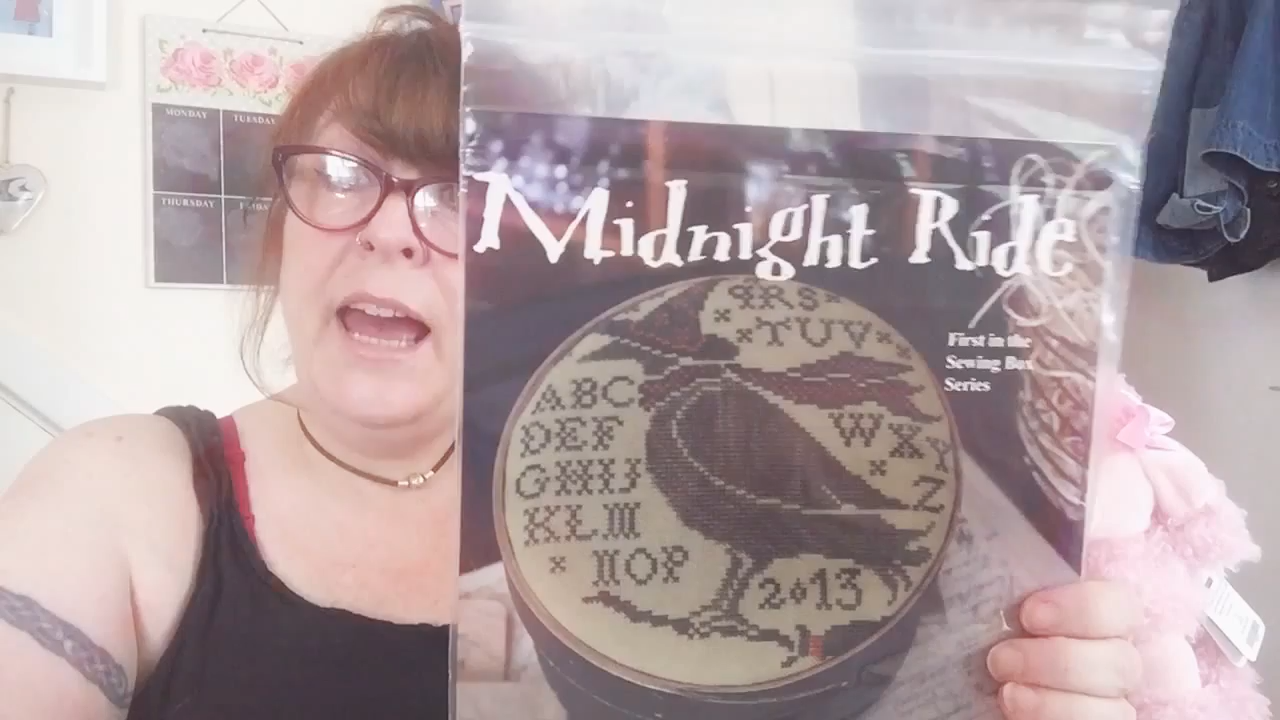 MONDAY
TUESDAY
THURSDAY
Midnight Ride
First in the
Sewing Box
Series
QRS
TUV
ABC
DEF
GHIJ
KLM
NOP
WXY
Z
2013